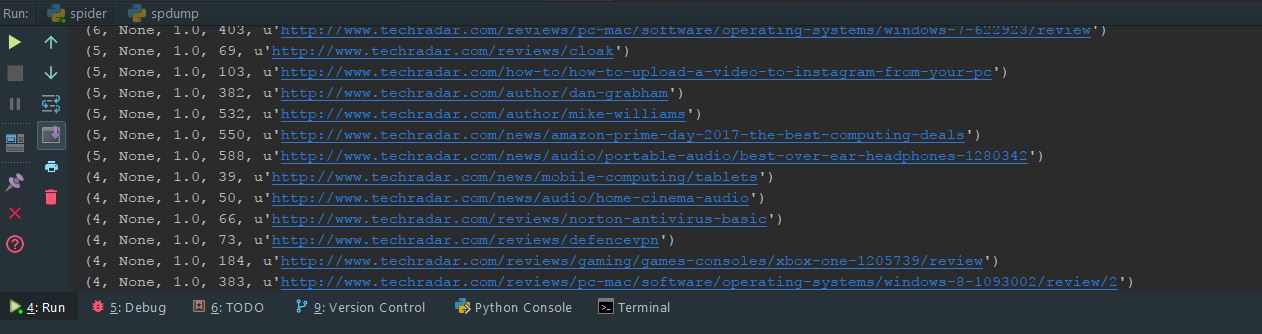 Run: spider spdump
(6, None, 1.0, 403, u'http://www.techradar.com/reviews/pc-mac/software/operating-systems/windows-7-622923/review')
(5, None, 1.0, 69, u'http://www.techradar.com/reviews/cloak')
(5, None, 1.0, 103, u'http://www.techradar.com/how-to/how-to-upload-a-video-to-instagram-from-your-pc')
(5, None, 1.0, 382, u'http://www.techradar.com/author/dan-grabham')
(5, None, 1.0, 532, u'http://www.techradar.com/author/mike-williams')
(5, None, 1.0, 550, u'http://www.techradar.com/news/amazon-prime-day-2017-the-best-computing-deals')
(5, None, 1.0, 588, u'http://www.techradar.com/news/audio/portable-audio/best-over-ear-headphones-1280342')
(4, None, 1.0, 39, u'http://www.techradar.com/news/mobile-computing/tablets')
(4, None, 1.0, 50, u'http://www.techradar.com/news/audio/home-cinema-audio')
(4, None, 1.0, 66, u'http://www.techradar.com/reviews/norton-antivirus-basic')
(4, None, 1.0, 73, u'http://www.techradar.com/reviews/defencevpn')
(4, None, 1.0, 184, u'http://www.techradar.com/reviews/gaming/games-consoles/xbox-one-1205739/review')
(4, None, 1.0, 383, u'http://www.techradar.com/reviews/pc-mac/software/operating-systems/windows-8-1093002/review/2')
4: Run 5: Debug 6: TODO 9: Version Control Python Console Terminal